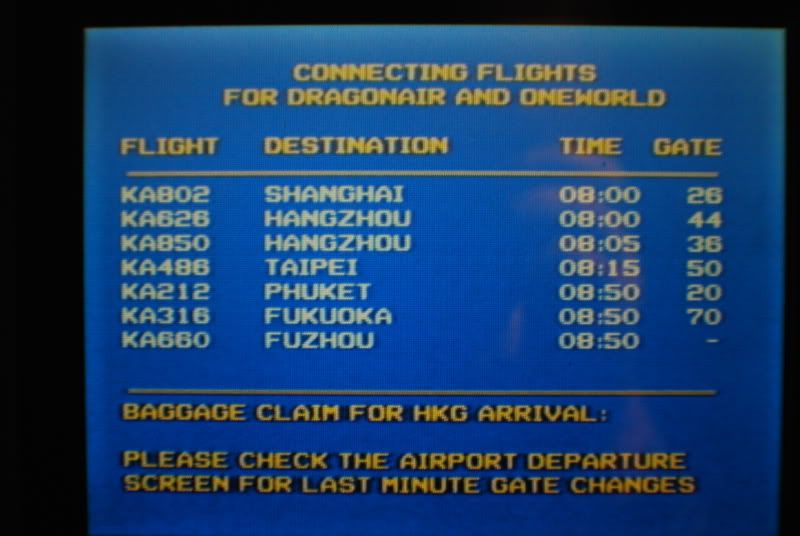 CONNECTING FLIGHTS
FOR DRAGONAIR AND ONEWORLD
FLIGHT DESTINATION TIME GATE
KA802 SHANGHAI 08:00 26
KA626 HANGZHOU 08:00 44
KA850 HANGZHOU 08:05 36
KA486 TAIPEI 08:15 50
KA212 PHUKET 08:50 20
KA316 FUKUOKA 08:50 70
KA660 FUZHOU 08:50 -
BAGGAGE CLAIM FOR HKG ARRIVAL:
PLEASE CHECK THE AIRPORT DEPARTURE
SCREEN FOR LAST MINUTE GATE CHANGES